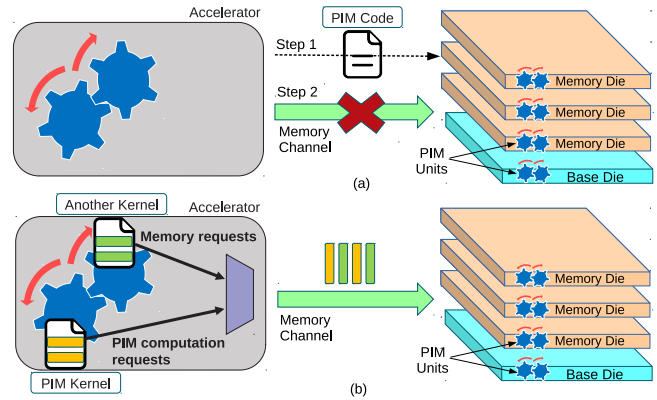 Accelerator
PIM Code
Step 1
Step 2
Memory
Channel
Memory Die
Memory Die
Memory Die
PIM
Units
Base Die
(a)
Another Kernel
Accelerator
Memory requests
PIM computation
requests
PIM Kernel
Memory
Channel
Memory Die
Memory Die
Memory Die
PIM
Units
Base Die
(b)